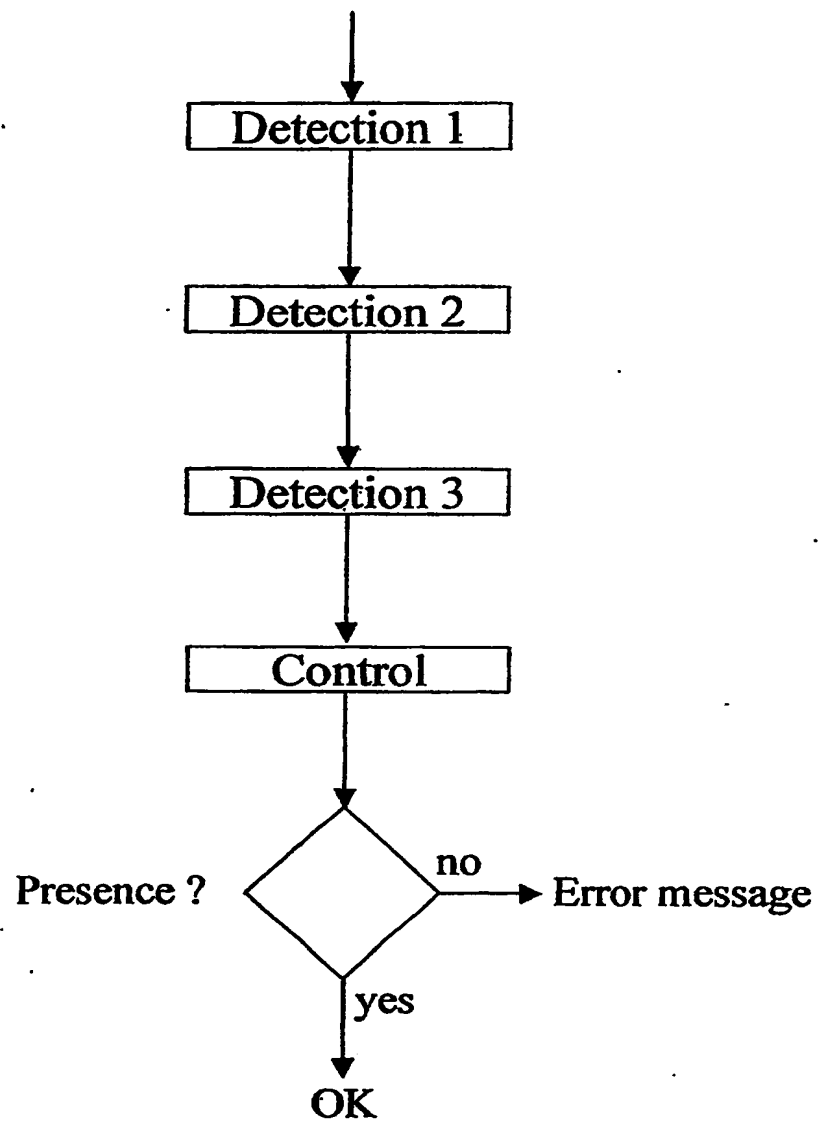 Detection 1
Detection 2
Detection 3
Control
Presence ?
no
Error message
yes
OK